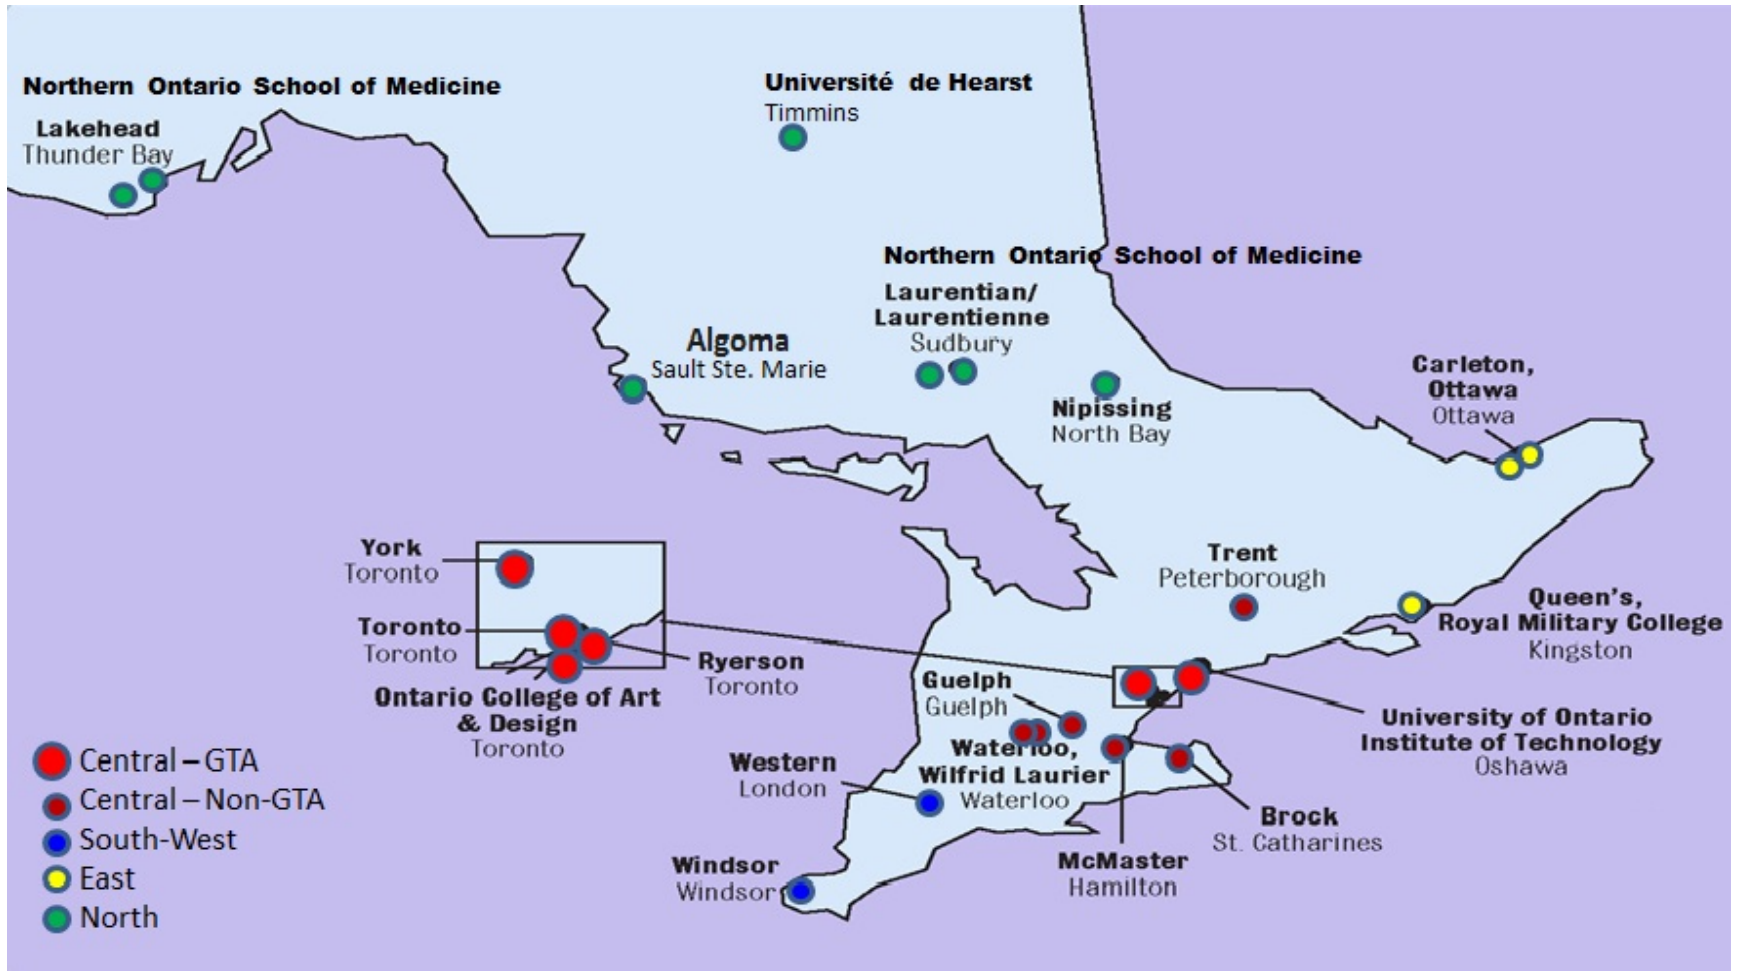 Northern Ontario School of Medicine
Lakehead
Thunder Bay
Université de Hearst
Timmins
Northern Ontario School of Medicine
Laurentian/
Laurentienne
Sudbury
Algoma
Sault Ste. Marie
Nipissing
North Bay
Carleton,
Ottawa
Ottawa
York
Toronto
Toronto
Toronto
Ryerson
Toronto
Ontario College of Art
& Design
Toronto
Trent
Peterborough
Queen's,
Royal Military College
Kingston
Guelph
Guelph
University of Ontario
Institute of Technology
Oshawa
Waterloo,
Wilfrid Laurier
Waterloo
Western
London
Brock
St. Catharines
McMaster
Hamilton
Windsor
Windsor
Central – GTA
Central – Non-GTA
South-West
East
North